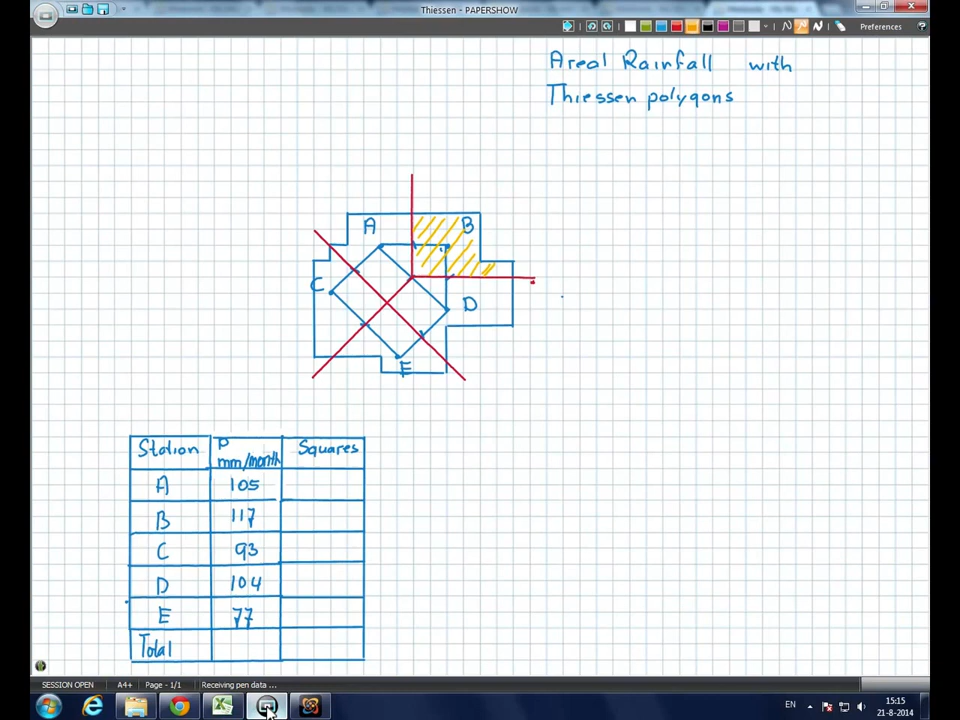 Thiessen - PAPERSHOW
Preferences
Areal Rainfall with
Thiessen polygons
A
B
C
D
E
Station P mm/month Squares
A 105
B 117
C 93
D 104
E 77
Total
SESSION OPEN A4+ Page - 1/1 Receiving pen data ...
EN 15:15
21-8-2014